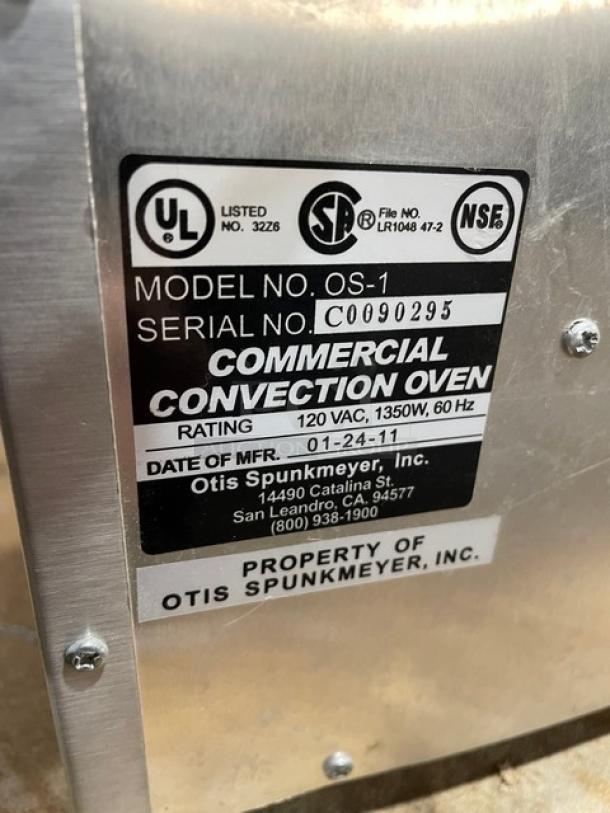 UL ®
LISTED
NO. 32Z6
SA ®
File NO.
LR1048 47-2
NSF®
MODEL NO. OS-1
SERIAL NO. C0090295
COMMERCIAL
CONVECTION OVEN
RATING 120 VAC, 1350W, 60 Hz
DATE OF MFR. 01-24-11
Otis Spunkmeyer, Inc.
14490 Catalina St.
San Leandro, CA. 94577
(800) 938-1900
PROPERTY OF
OTIS SPUNKMEYER, INC.